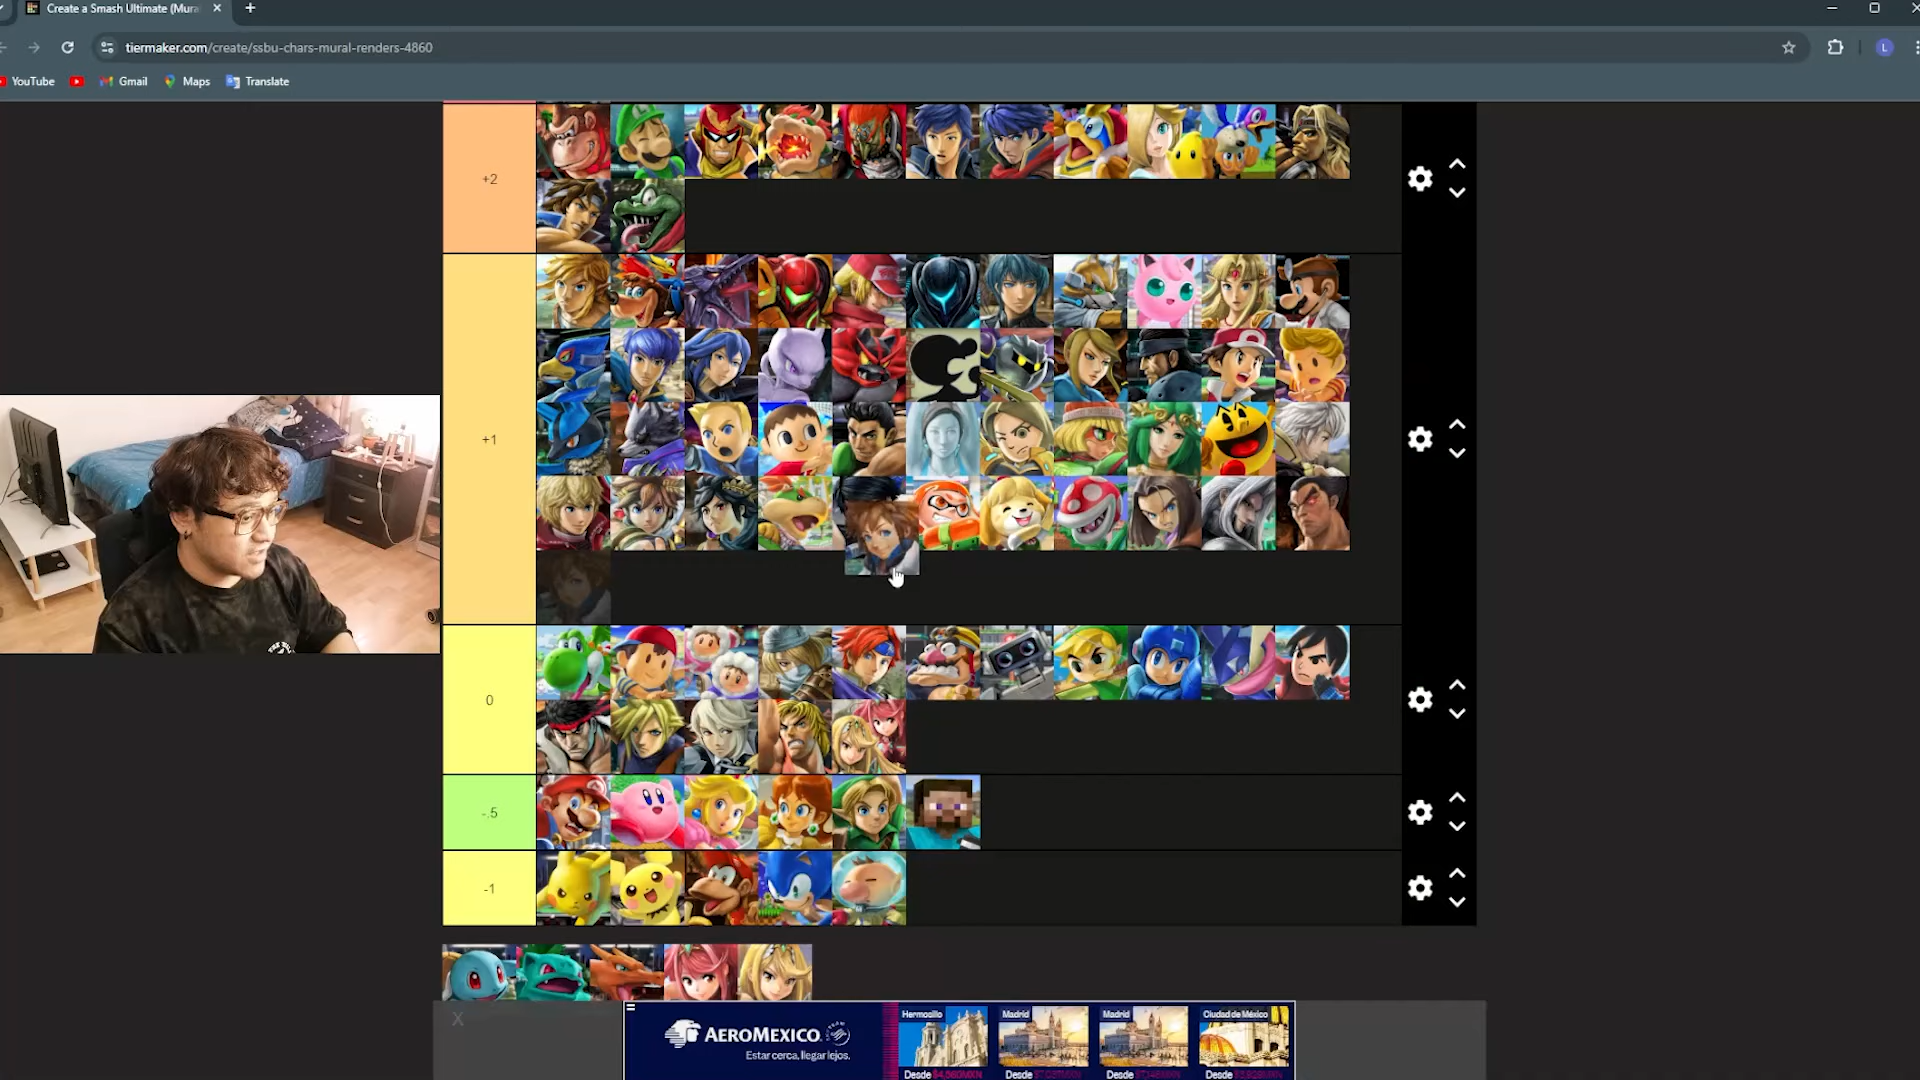 Create a Smash Ultimate (Mura
tiermaker.com/create/ssbu-chars-mural-renders-4860
L
YouTube
Gmail
Maps
Translate
+2
+1
0
-.5
-1
X
AEROMEXICO
Estar cerca, llegar lejos.
Hermosillo
Madrid
Madrid
Ciudad de México
Desde
Desde
Desde
Desde